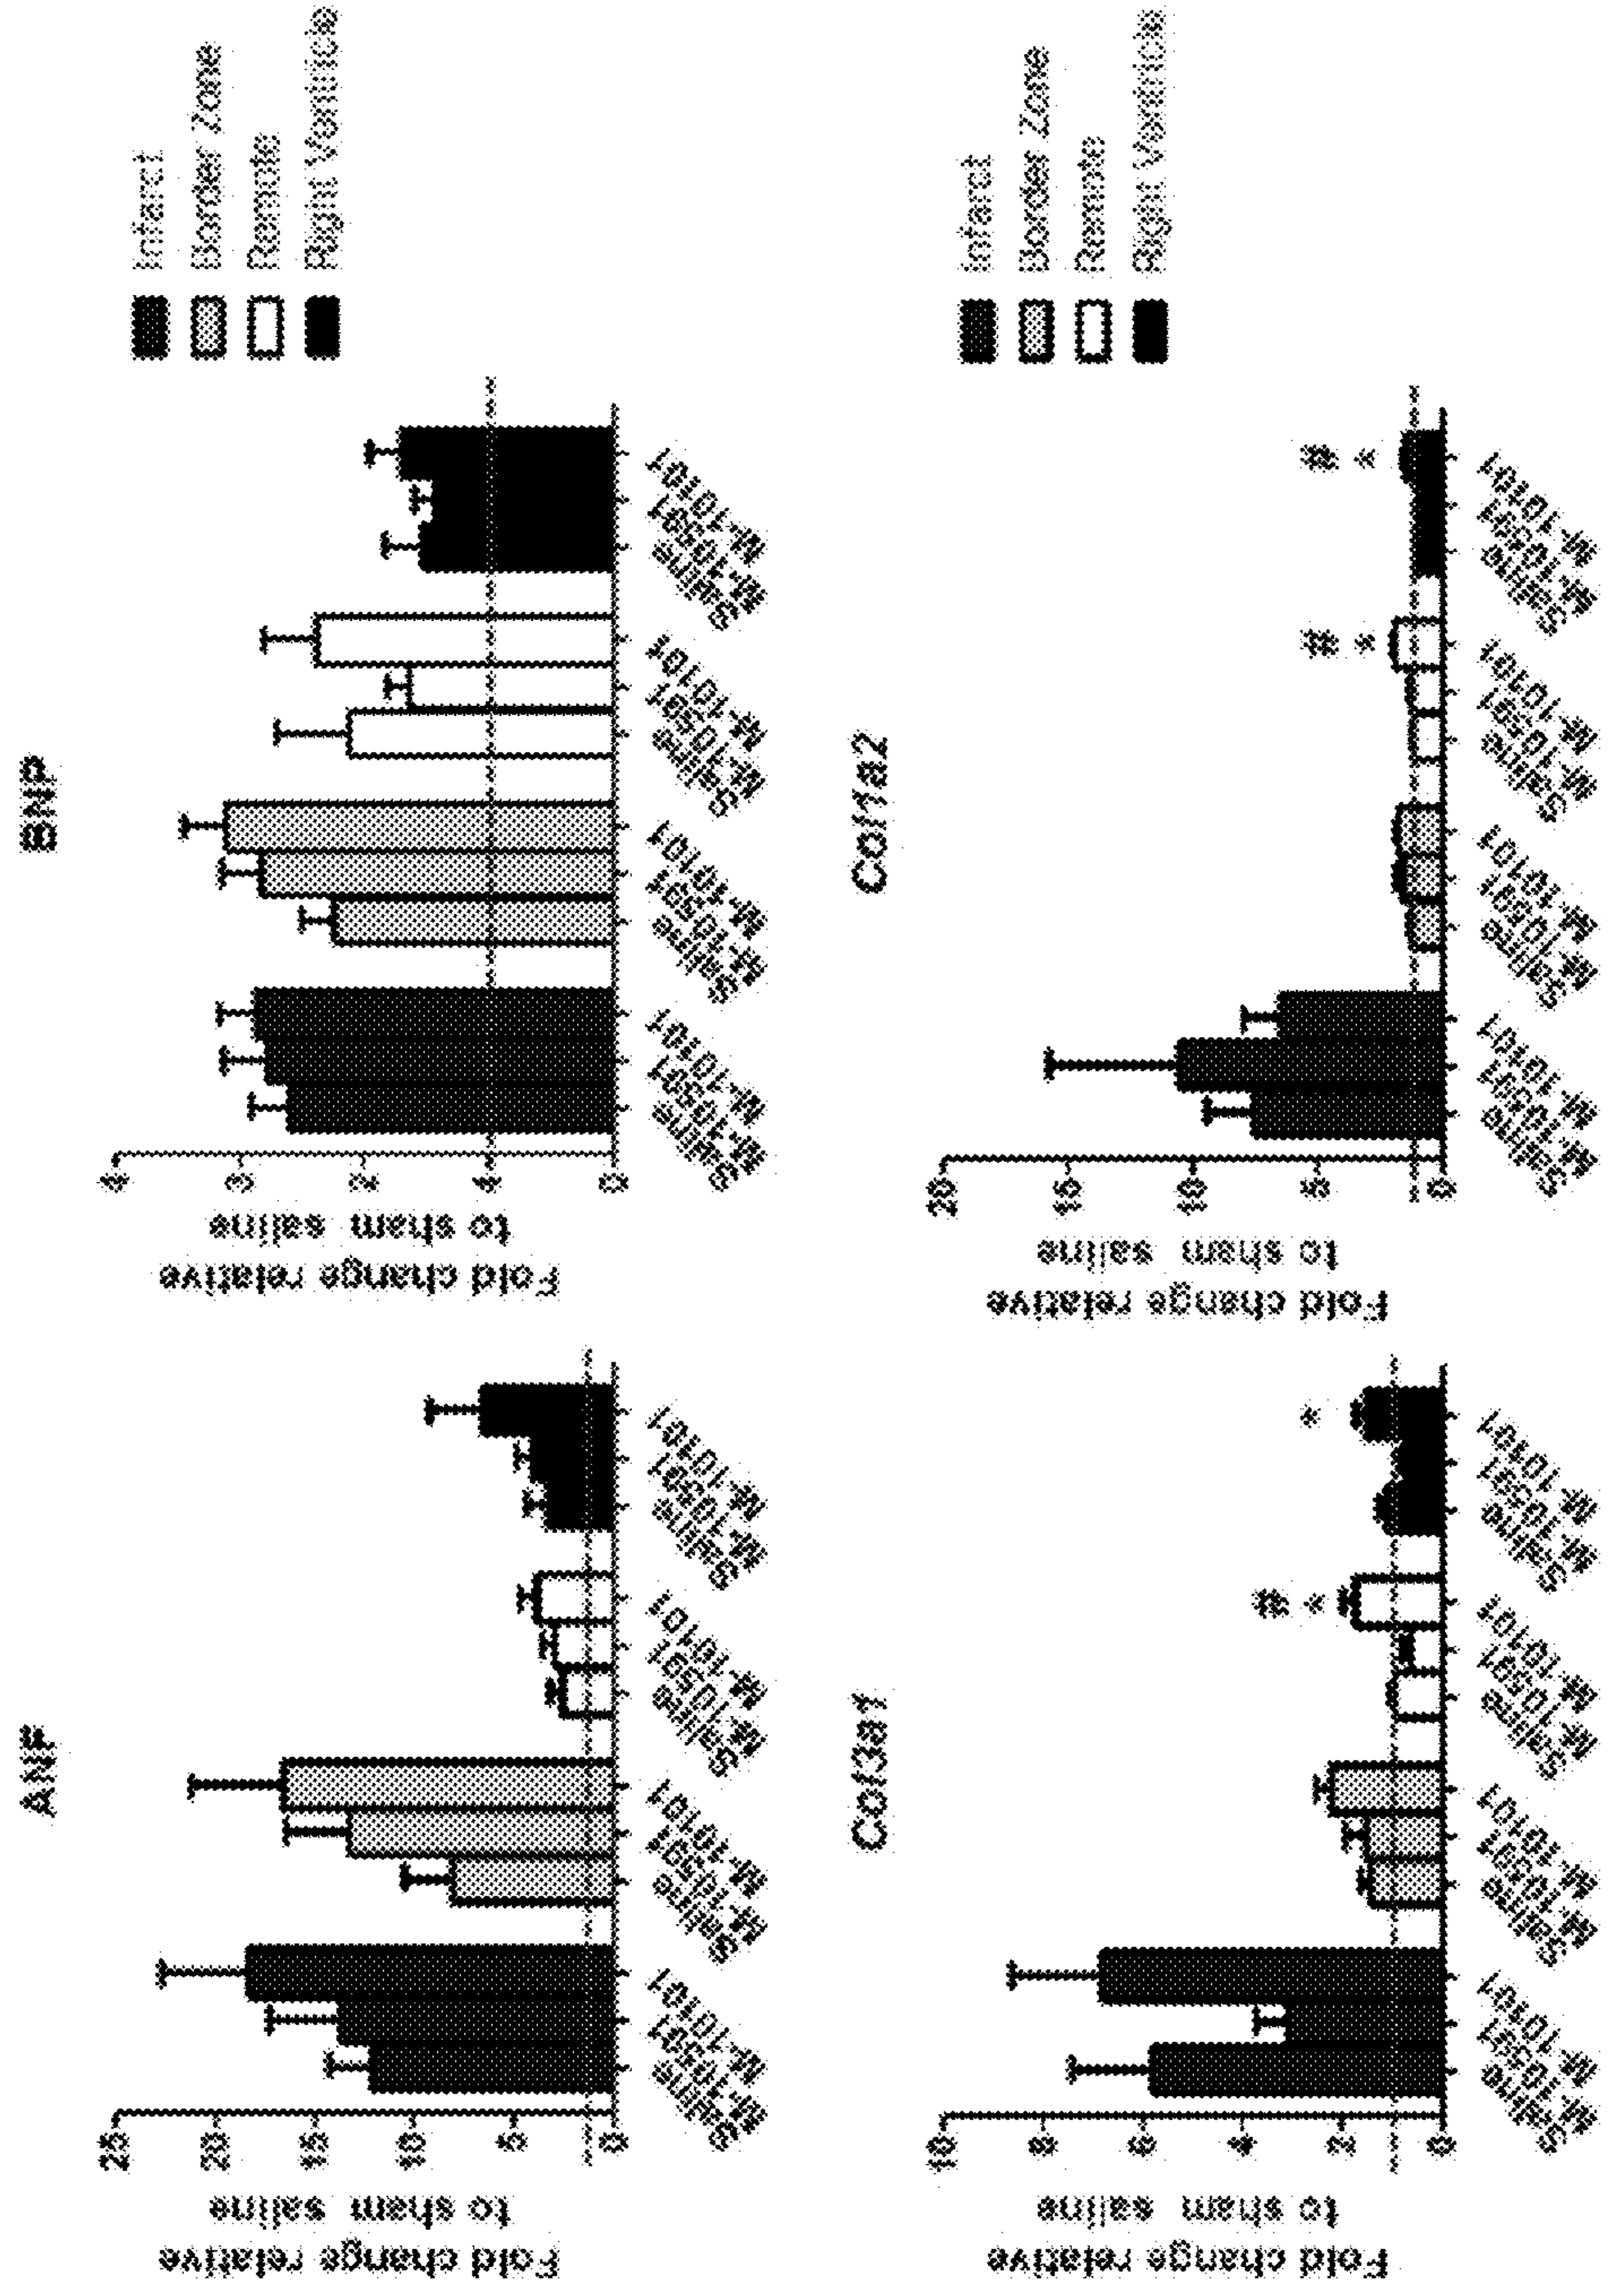 ANF
Fold change relative
to sham saline
25
20
15
10
5
0
Saline
M-10591
M-10101
Saline
M-10591
M-10101
Saline
M-10591
M-10101
Saline
M-10591
M-10101
BNP
Fold change relative
to sham saline
4
3
2
1
0
Saline
M-10591
M-10101
Saline
M-10591
M-10101
Saline
M-10591
M-10101
Saline
M-10591
M-10101
Infarct
Border Zone
Remote
Right Ventricle
Col3a1
Fold change relative
to sham saline
10
8
6
4
2
0
#
*
*
Saline
M-10591
M-10101
Saline
M-10591
M-10101
Saline
M-10591
M-10101
Saline
M-10591
M-10101
Col1a2
Fold change relative
to sham saline
20
15
10
5
0
#
*
#
*
Saline
M-10591
M-10101
Saline
M-10591
M-10101
Saline
M-10591
M-10101
Saline
M-10591
M-10101
Infarct
Border Zone
Remote
Right Ventricle